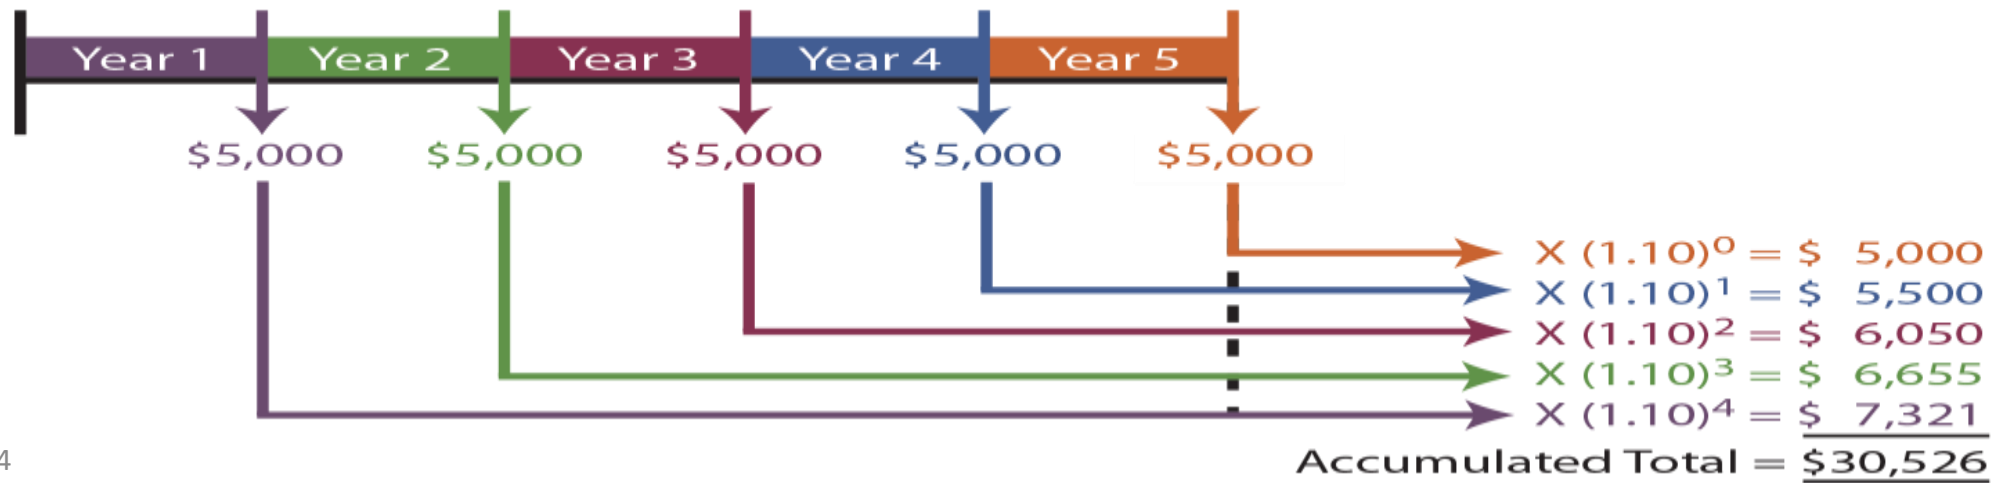 Year 1 Year 2 Year 3 Year 4 Year 5
$5,000 $5,000 $5,000 $5,000 $5,000
X (1.10)⁰ = $ 5,000
X (1.10)¹ = $ 5,500
X (1.10)² = $ 6,050
X (1.10)³ = $ 6,655
X (1.10)⁴ = $ 7,321
4
Accumulated Total = $30,526